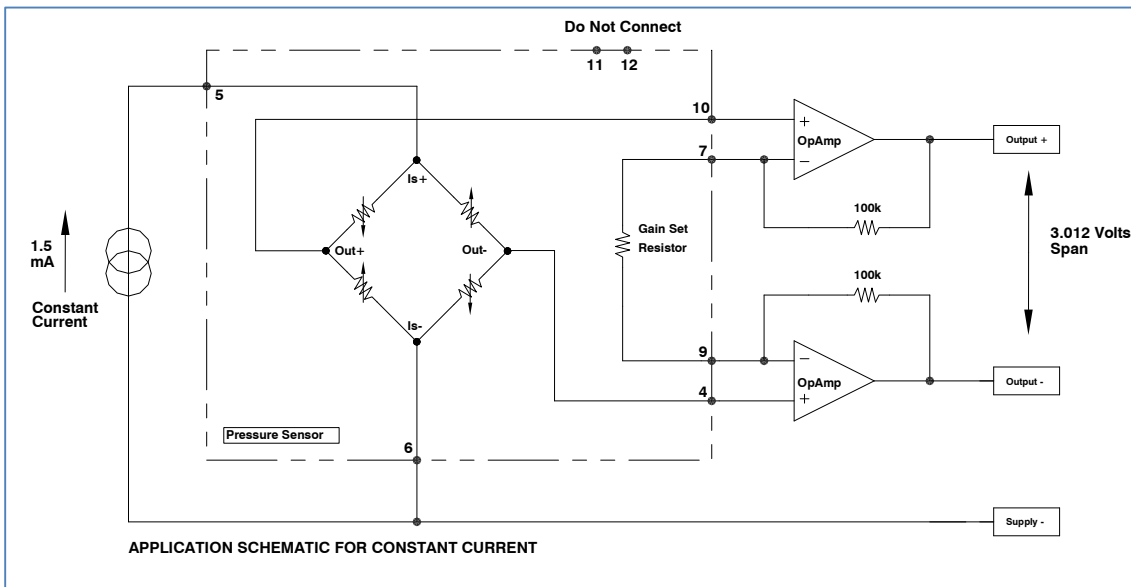 Do Not Connect
11 12
5
10
+
OpAmp
Output +
7
−
Is+
100k
Gain Set
Resistor
3.012 Volts
Span
Out+
Out-
1.5
mA
100k
Constant
Current
Is-
9
−
OpAmp
Output -
4
+
Pressure Sensor
6
Supply -
APPLICATION SCHEMATIC FOR CONSTANT CURRENT